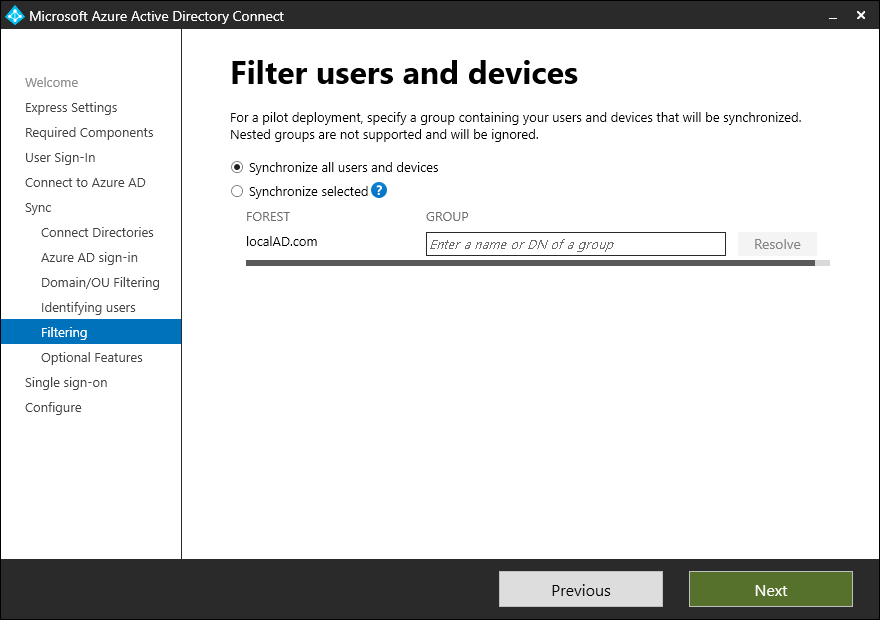 Microsoft Azure Active Directory Connect
Welcome
Express Settings
Required Components
User Sign-In
Connect to Azure AD
Sync
Connect Directories
Azure AD sign-in
Domain/OU Filtering
Identifying users
Filtering
Optional Features
Single sign-on
Configure
Filter users and devices
For a pilot deployment, specify a group containing your users and devices that will be synchronized.
Nested groups are not supported and will be ignored.
Synchronize all users and devices
Synchronize selected ?
FOREST GROUP
localAD.com Enter a name or DN of a group Resolve
Previous Next